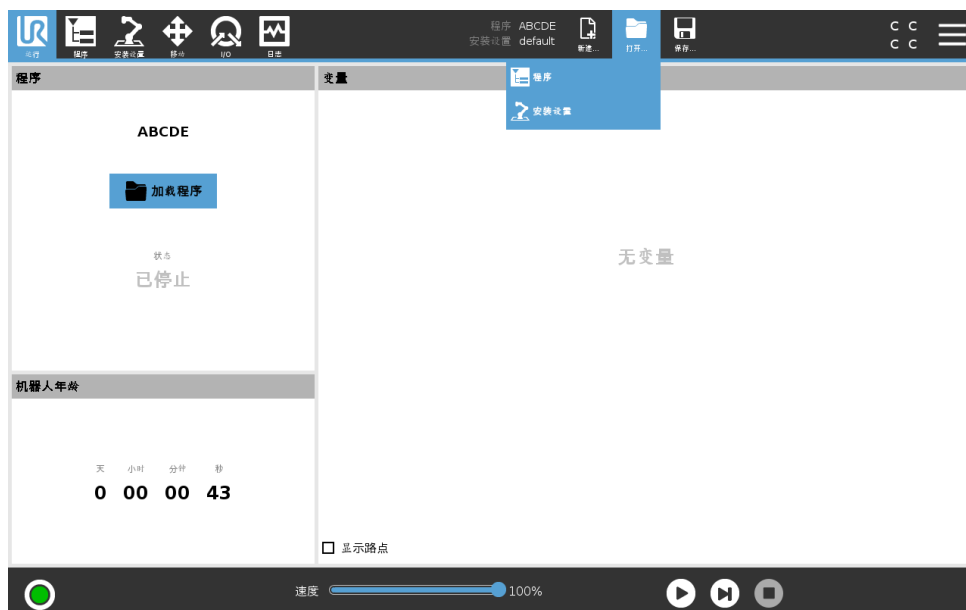 程序 ABCDE
安装设置 default
运行 程序 安装设置 移动 I/O 日志 新建... 打开... 保存...
C C
C C
程序
变量
程序
安装设置
ABCDE
加载程序
状态
已停止
无变量
机器人年龄
天 小时 分钟 秒
0 00 00 43
显示路点
速度 100%